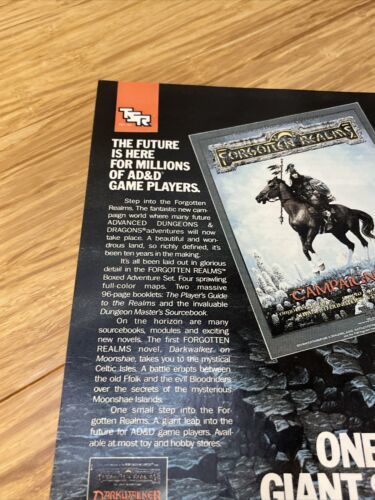 TSR
THE FUTURE
IS HERE
FOR MILLIONS
OF AD&D®
GAME PLAYERS.
Step into the Forgotten
Realms. The fantastic new cam-
paign world where many future
ADVANCED DUNGEONS &
DRAGONS® adventures will now
take place. A beautiful and won-
drous land, so richly defined, it's
been ten years in the making.
It's all been laid out in glorious
detail in the FORGOTTEN REALMS™
Boxed Adventure Set. Four sprawling
full-color maps. Two massive
96-page booklets: The Player's Guide
to the Realms and the invaluable
Dungeon Master's Sourcebook.
On the horizon are many
sourcebooks, modules and exciting
new novels. The first FORGOTTEN
REALMS novel, Darkwalker on
Moonshae, takes you to the mystical
Celtic Isles. A battle erupts between
the old Ffolk and the evil Bloodriders
over the secrets of the mysterious
Moonshae Islands.
One small step into the For-
gotten Realms. A giant leap into the
future for AD&D game players. Avail-
able at most toy and hobby stores.
FORGOTTEN REALMS
CAMPAIGN
DARKWALKER
ONE
GIANT S